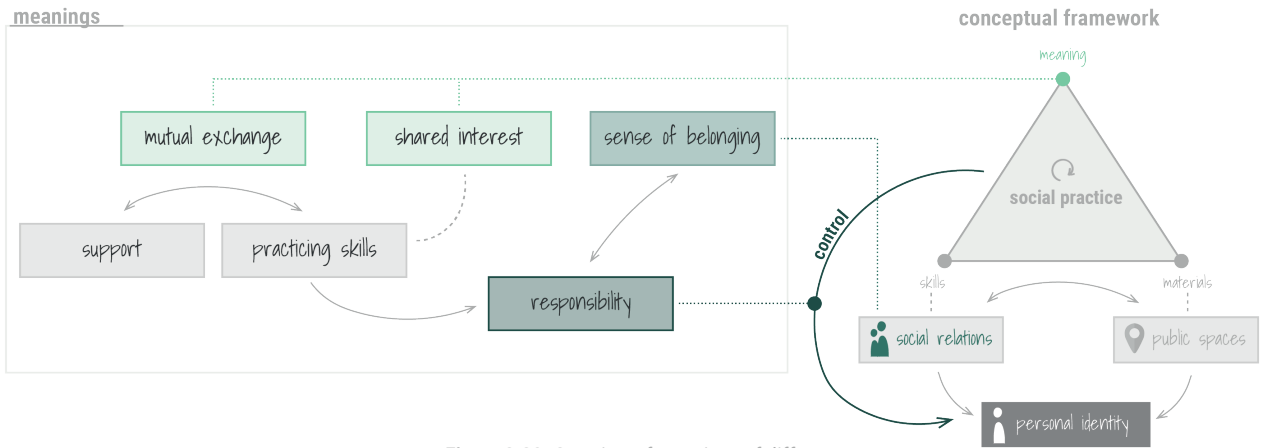 meanings
conceptual framework
meaning
mutual exchange
shared interest
sense of belonging
social practice
control
support
practicing skills
skills
materials
responsibility
social relations
public spaces
personal identity